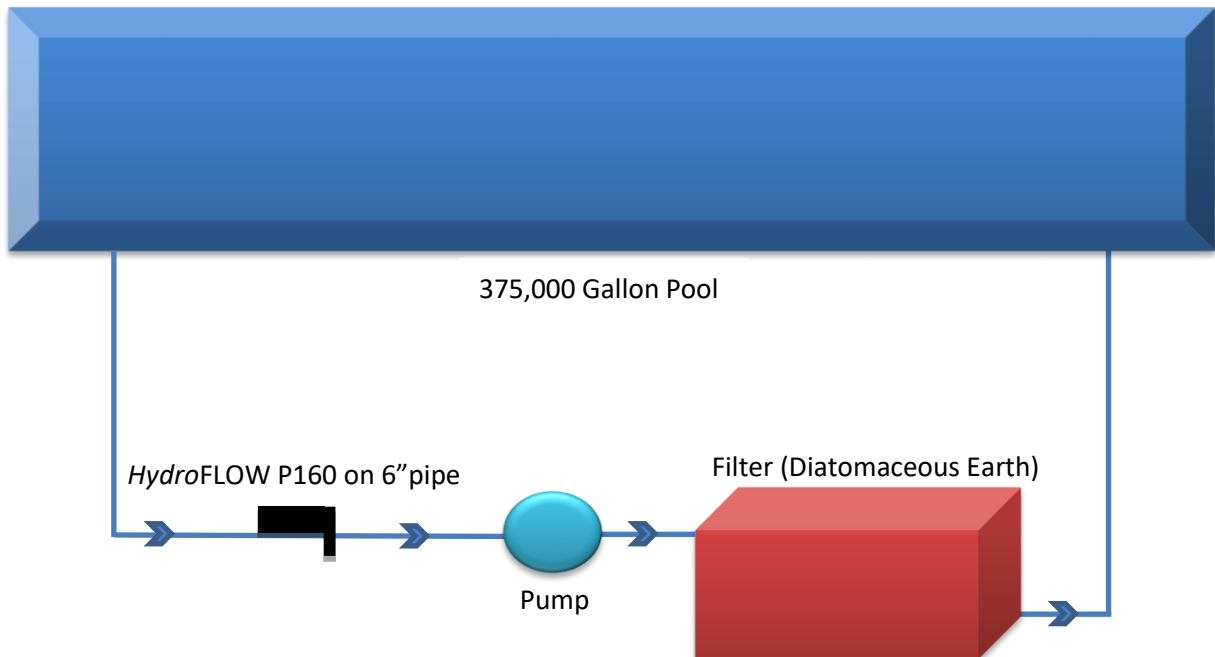 375,000 Gallon Pool
HydroFLOW P160 on 6”pipe
Filter (Diatomaceous Earth)
Pump